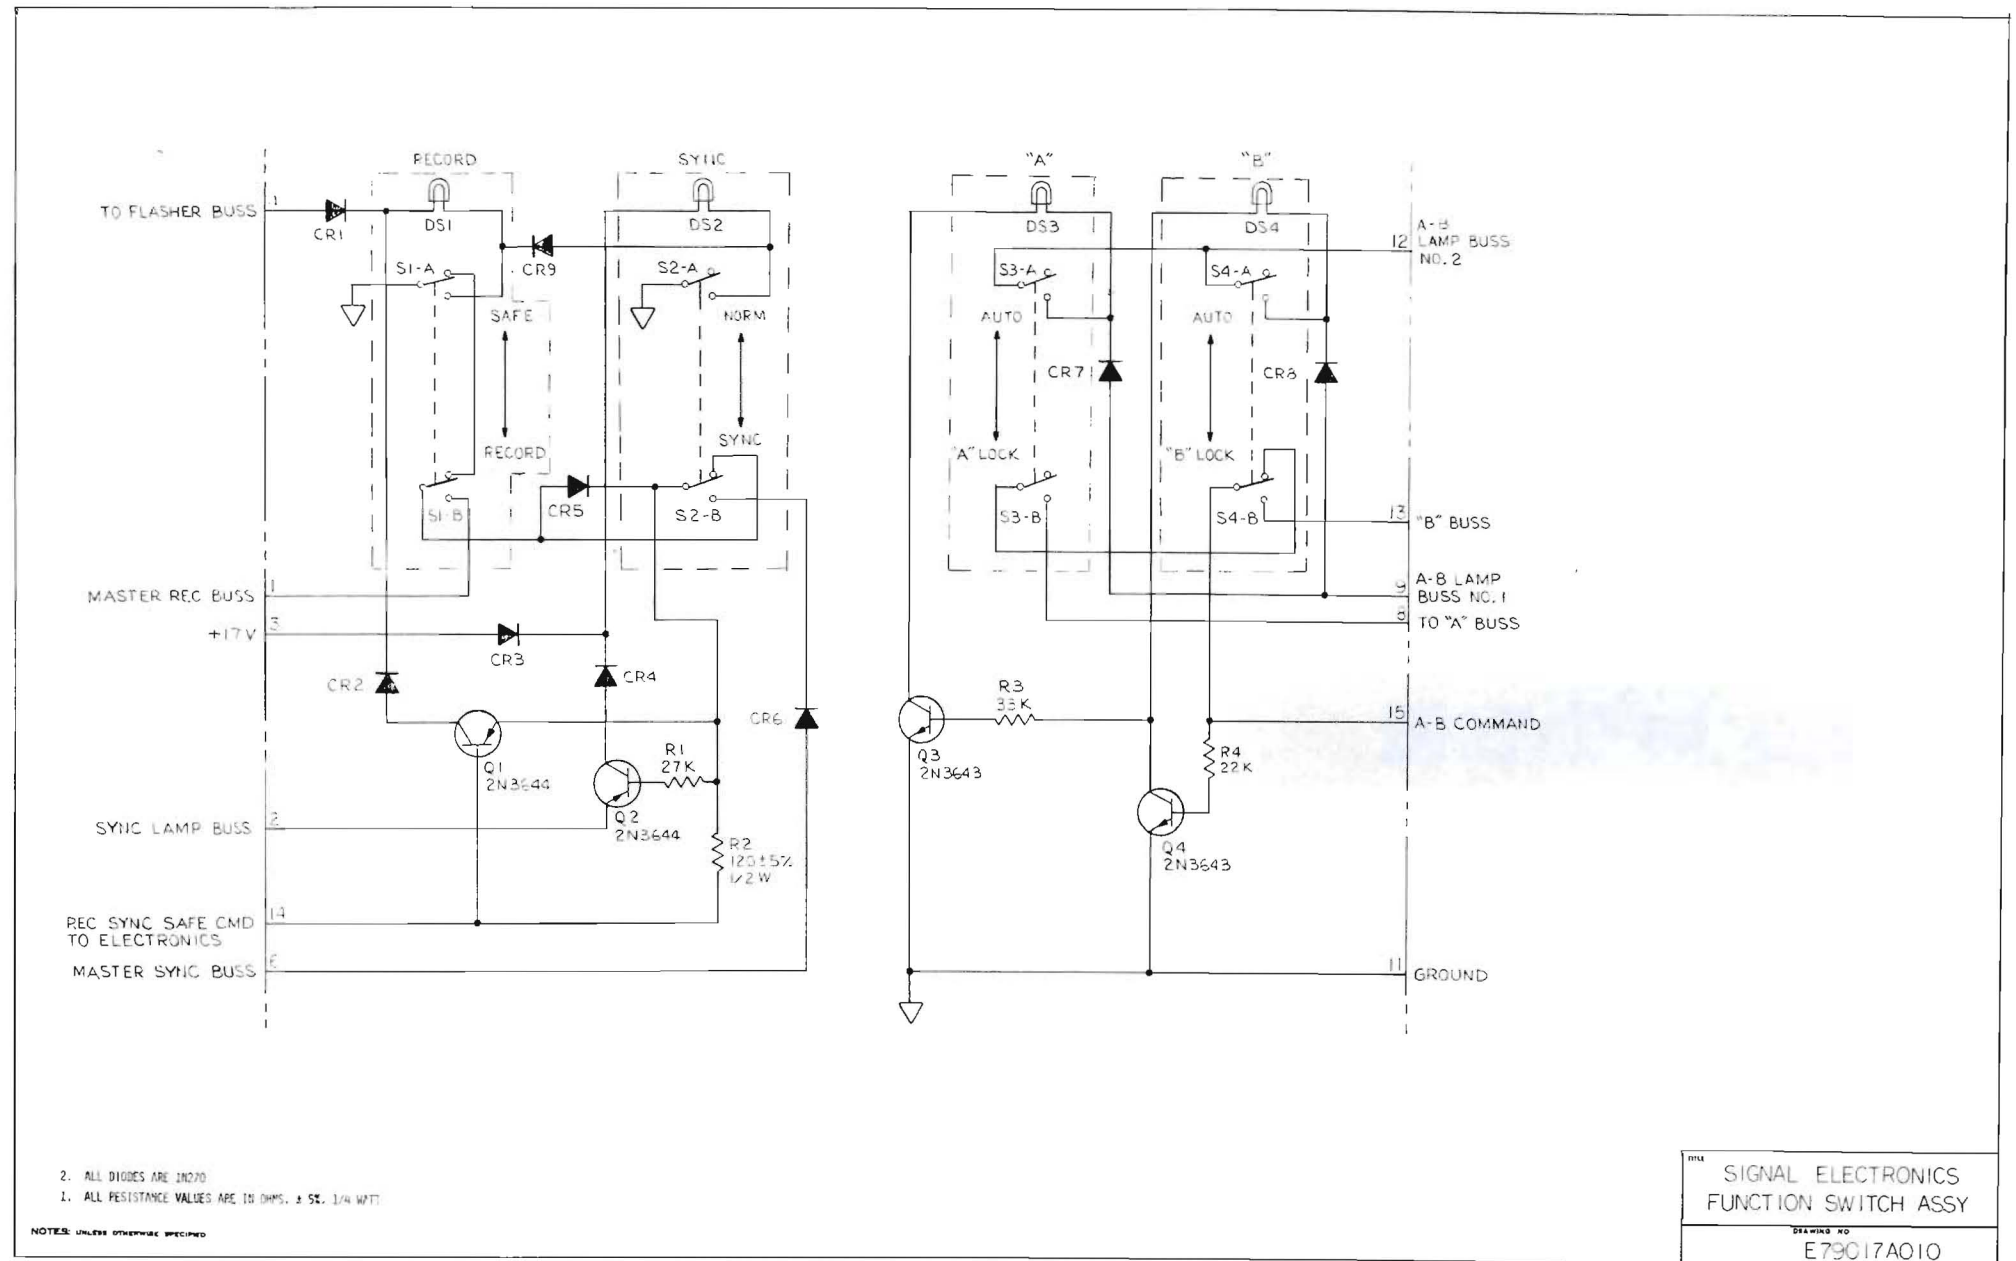 RECORD
SYNC
"A"
"B"
TO FLASHER BUSS
4
CR1
DS1
DS2
DS3
DS4
A-B
12 LAMP BUSS
NO. 2
CR9
S1-A
S2-A
S3-A
S4-A
SAFE
NORM
AUTO
AUTO
CR7
CR8
RECORD
SYNC
"A" LOCK
"B" LOCK
CR5
S1-B
S2-B
S3-B
S4-B
13 "B" BUSS
MASTER REC BUSS 1
9 A-B LAMP
BUSS NO. 1
8 TO "A" BUSS
+17V 3
CR3
CR2
CR4
CR6
R3
33K
15 A-B COMMAND
Q1
2N3644
R1
27K
Q3
2N3643
R4
22K
SYNC LAMP BUSS 2
Q2
2N3644
R2
120±5%
1/2 W
Q4
2N3643
REC SYNC SAFE CMD 14
TO ELECTRONICS
MASTER SYNC BUSS 6
11 GROUND
2. ALL DIODES ARE 1N270
1. ALL RESISTANCE VALUES ARE IN OHMS, ± 5%, 1/4 WATT
NOTES: UNLESS OTHERWISE SPECIFIED
TITLE
SIGNAL ELECTRONICS
FUNCTION SWITCH ASSY
DRAWING NO
E79017A010